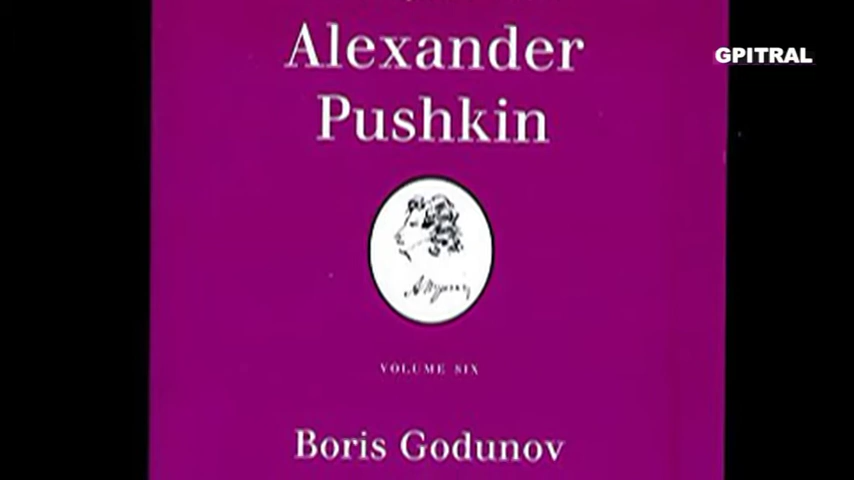 GPITRAL
Alexander
Pushkin
VOLUME SIX
Boris Godunov